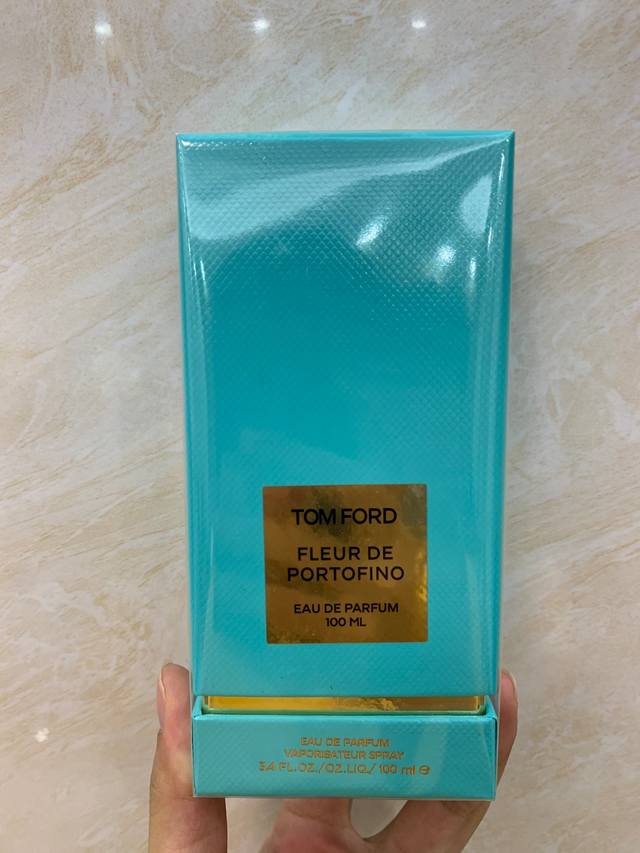 TOM FORD
FLEUR DE
PORTOFINO
EAU DE PARFUM
100 ML
EAU DE PARFUM
VAPORISATEUR SPRAY
3.4 FL.OZ./OZ.LIQ./ 100 ml ℮